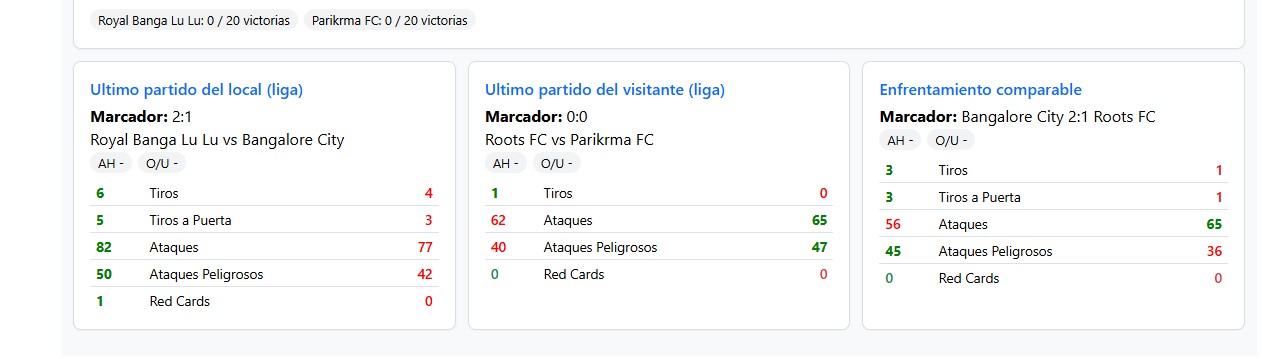 Royal Banga Lu Lu: 0 / 20 victorias Parikrma FC: 0 / 20 victorias
Ultimo partido del local (liga)
Marcador: 2:1
Royal Banga Lu Lu vs Bangalore City
AH - O/U -
6 Tiros 4
5 Tiros a Puerta 3
82 Ataques 77
50 Ataques Peligrosos 42
1 Red Cards 0
Ultimo partido del visitante (liga)
Marcador: 0:0
Roots FC vs Parikrma FC
AH - O/U -
1 Tiros 0
62 Ataques 65
40 Ataques Peligrosos 47
0 Red Cards 0
Enfrentamiento comparable
Marcador: Bangalore City 2:1 Roots FC
AH - O/U -
3 Tiros 1
3 Tiros a Puerta 1
56 Ataques 65
45 Ataques Peligrosos 36
0 Red Cards 0